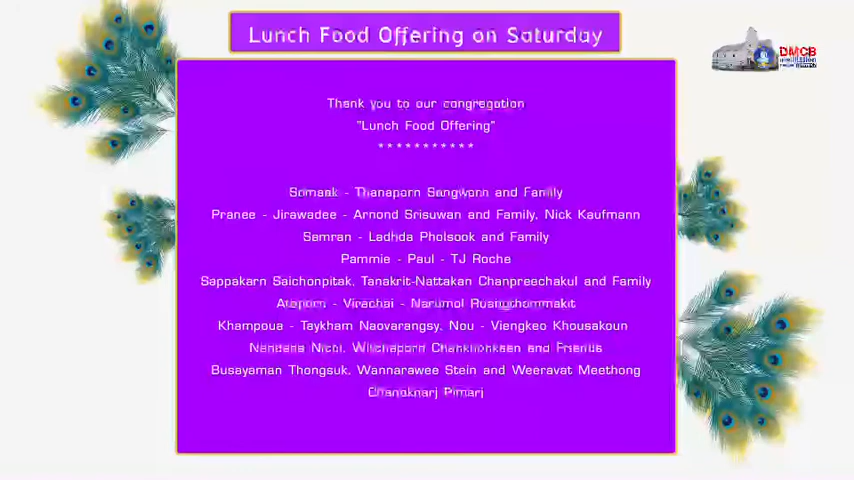 Lunch Food Offering on Saturday
DMCB
Thank you to our congregation
"Lunch Food Offering"
***********
Somsak - Thanaporn Sangworn and Family
Pranee - Jirawadee - Arnond Srisuwan and Family, Nick Kaufmann
Samran - Ladhda Pholsook and Family
Pammie - Paul - TJ Roche
Sappakarn Saichonpitak, Tanakrit-Nattakan Chanpreechakul and Family
- Virachai - Narumol Ruangthammakit
Khampoua - Taykham Naovarangsy, Nou - Viengkeo Khousakoun
and Friends
Busayaman Thongsuk, Wannarawee Stein and Weeravat Meethong